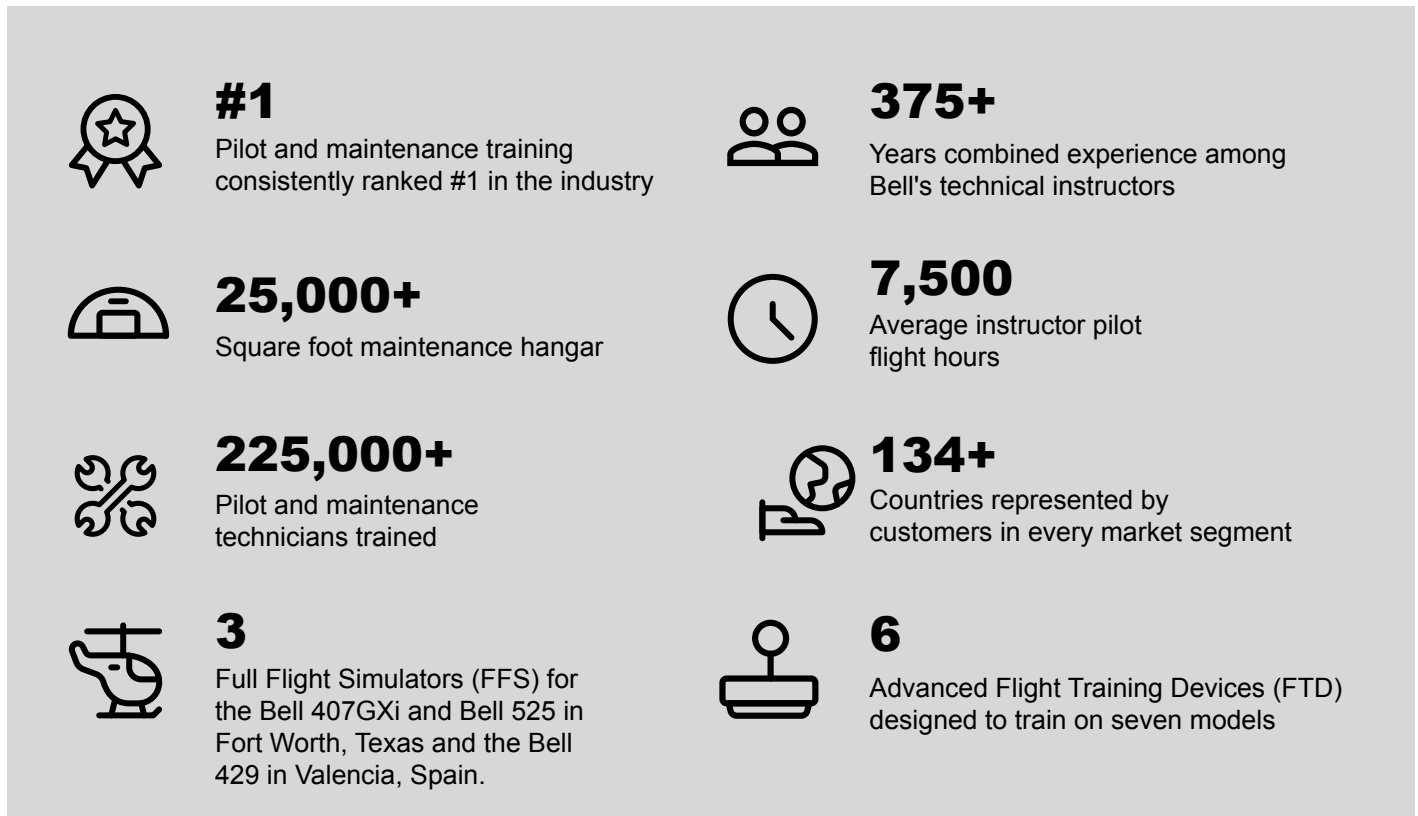 #1
Pilot and maintenance training
consistently ranked #1 in the industry
375+
Years combined experience among
Bell's technical instructors
25,000+
Square foot maintenance hangar
7,500
Average instructor pilot
flight hours
225,000+
Pilot and maintenance
technicians trained
134+
Countries represented by
customers in every market segment
3
Full Flight Simulators (FFS) for
the Bell 407GXi and Bell 525 in
Fort Worth, Texas and the Bell
429 in Valencia, Spain.
6
Advanced Flight Training Devices (FTD)
designed to train on seven models